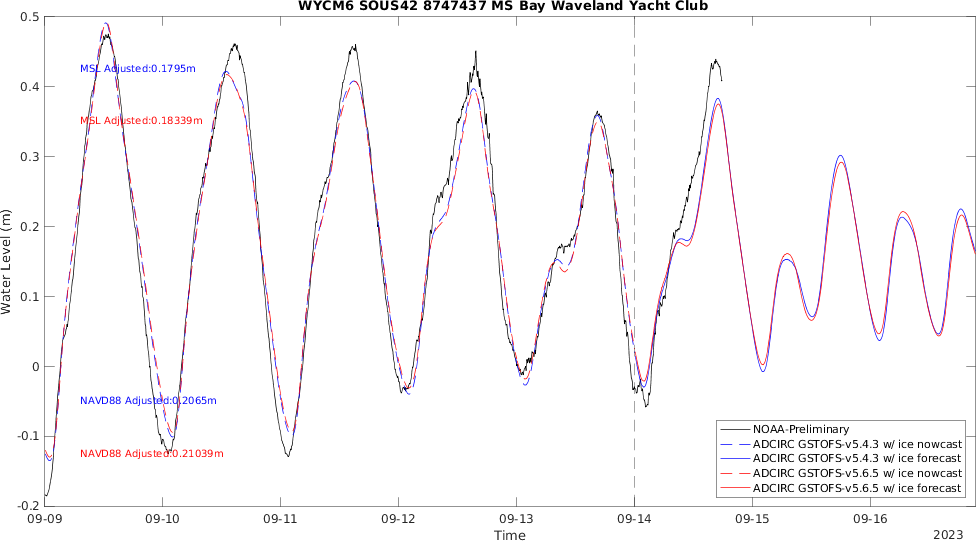 WYCM6 SOUS42 8747437 MS Bay Waveland Yacht Club
0.5
0.4
0.3
0.2
0.1
0
-0.1
-0.2
Water Level (m)
MSL Adjusted:0.1795m
MSL Adjusted:0.18339m
NAVD88 Adjusted:0.2065m
NAVD88 Adjusted:0.21039m
NOAA-Preliminary
ADCIRC GSTOFS-v5.4.3 w/ ice nowcast
ADCIRC GSTOFS-v5.4.3 w/ ice forecast
ADCIRC GSTOFS-v5.6.5 w/ ice nowcast
ADCIRC GSTOFS-v5.6.5 w/ ice forecast
09-09 09-10 09-11 09-12 09-13 09-14 09-15 09-16
Time
2023